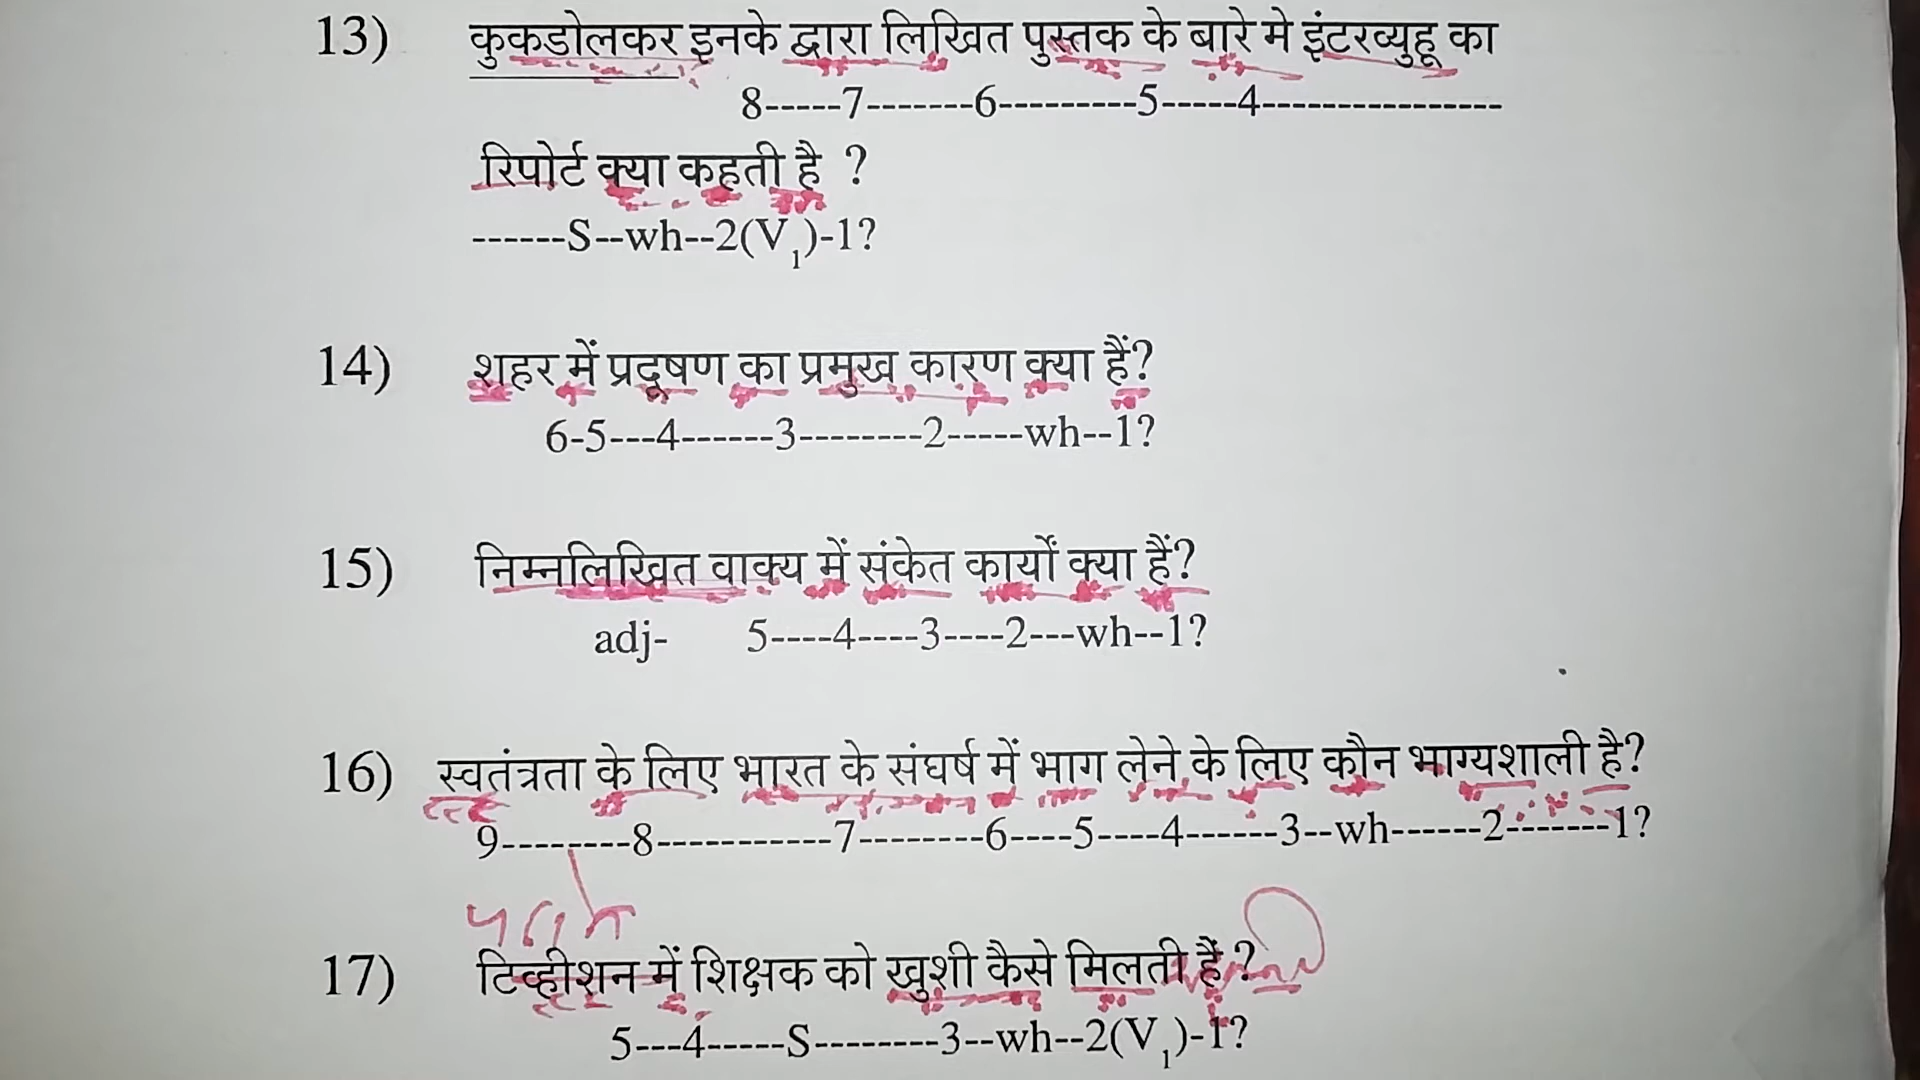 13) कुकडोलकर इनके द्वारा लिखित पुस्तक के बारे मे इंटरव्युहू का
8-----7-------6---------5-----4----------------
रिपोर्ट क्या कहती है ?
------S--wh--2(V1)-1?
14) शहर में प्रदूषण का प्रमुख कारण क्या हैं?
6-5---4------3--------2-----wh--1?
15) निम्नलिखित वाक्य में संकेत कार्यों क्या हैं?
adj- 5----4----3----2---wh--1?
16) स्वतंत्रता के लिए भारत के संघर्ष में भाग लेने के लिए कौन भाग्यशाली है?
9--------8-----------7--------6----5----4------3--wh------2-------1?
17) टिव्हीशन में शिक्षक को खुशी कैसे मिलती हैं ?
5---4-----S--------3--wh--2(V1)-1?